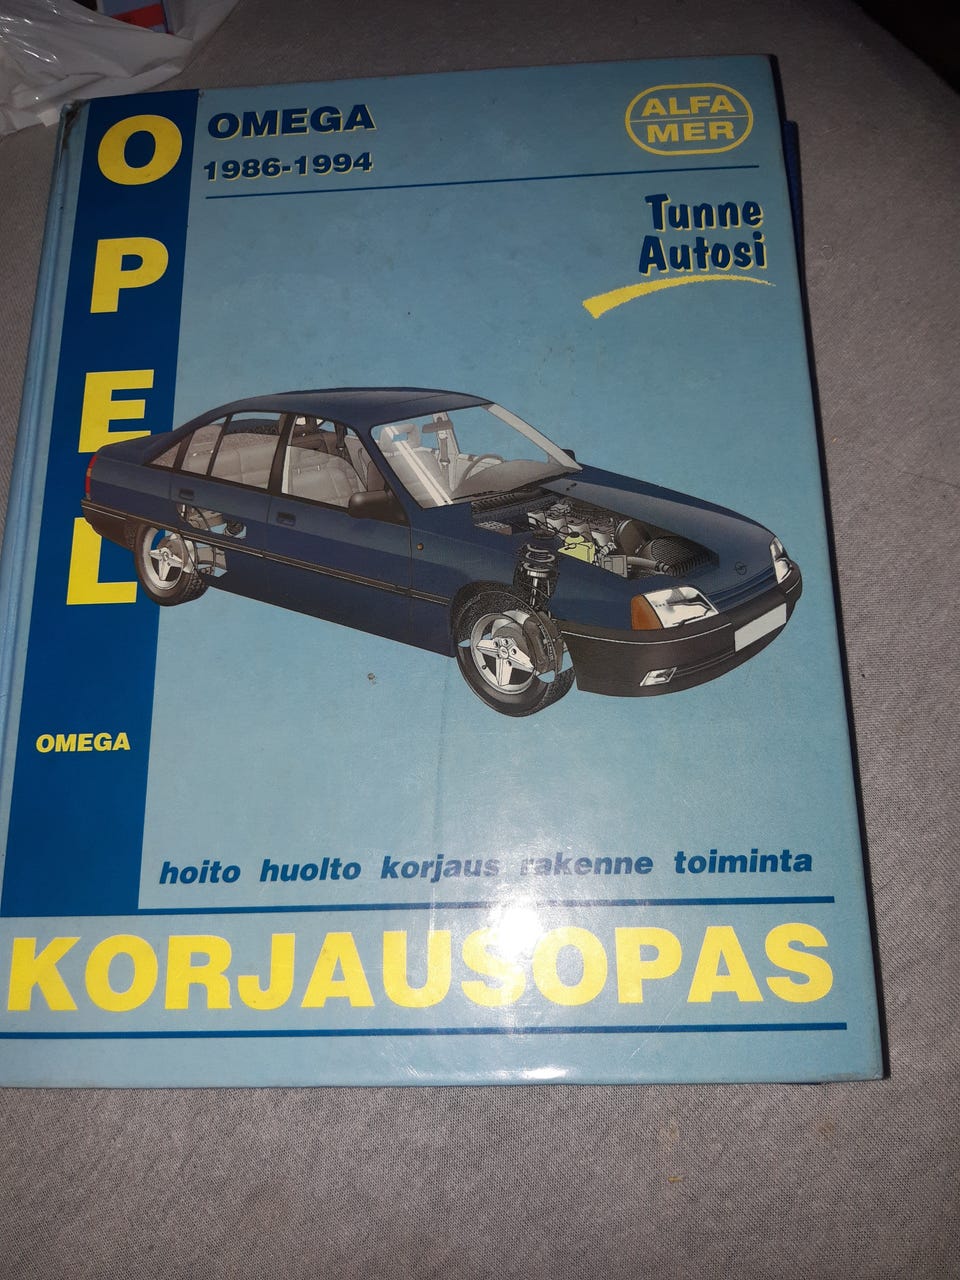 OPEL
OMEGA
1986-1994
ALFA
MER
Tunne
Autosi
OMEGA
hoito huolto korjaus rakenne toiminta
KORJAUSOPAS